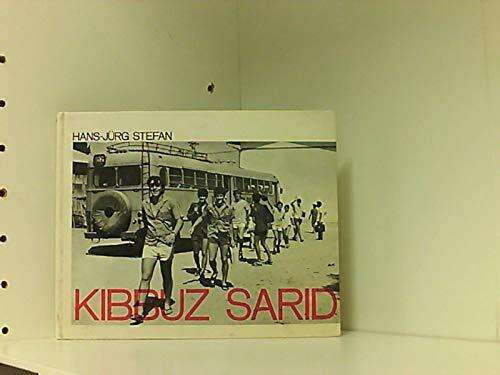 HANS-JÜRG STEFAN
KIBBUZ SARID